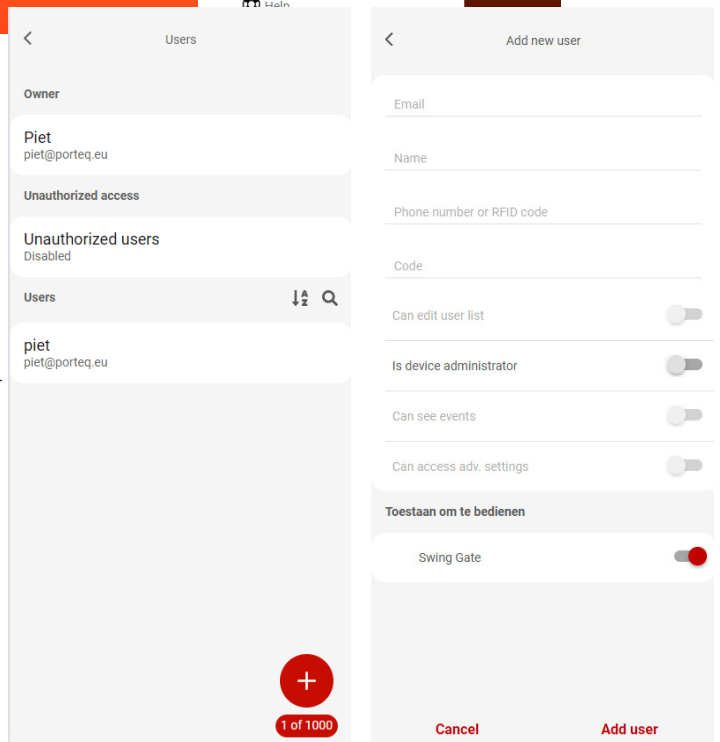 Help
Users
Owner
Piet
piet@porteq.eu
Unauthorized access
Unauthorized users
Disabled
Users
piet
piet@porteq.eu
1 of 1000
Add new user
Email
Name
Phone number or RFID code
Code
Can edit user list
Is device administrator
Can see events
Can access adv. settings
Toestaan om te bedienen
Swing Gate
Cancel
Add user